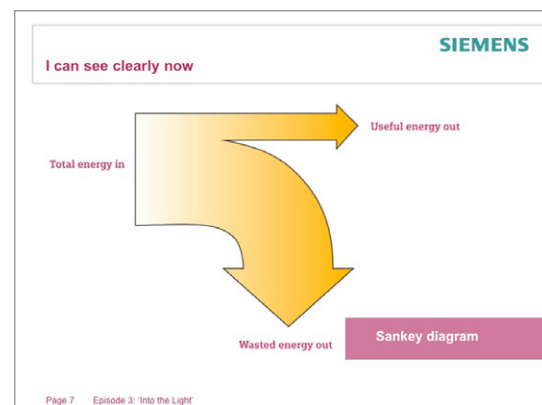 SIEMENS
I can see clearly now
Useful energy out
Total energy in
Wasted energy out
Sankey diagram
Page 7 Episode 3: 'Into the Light'